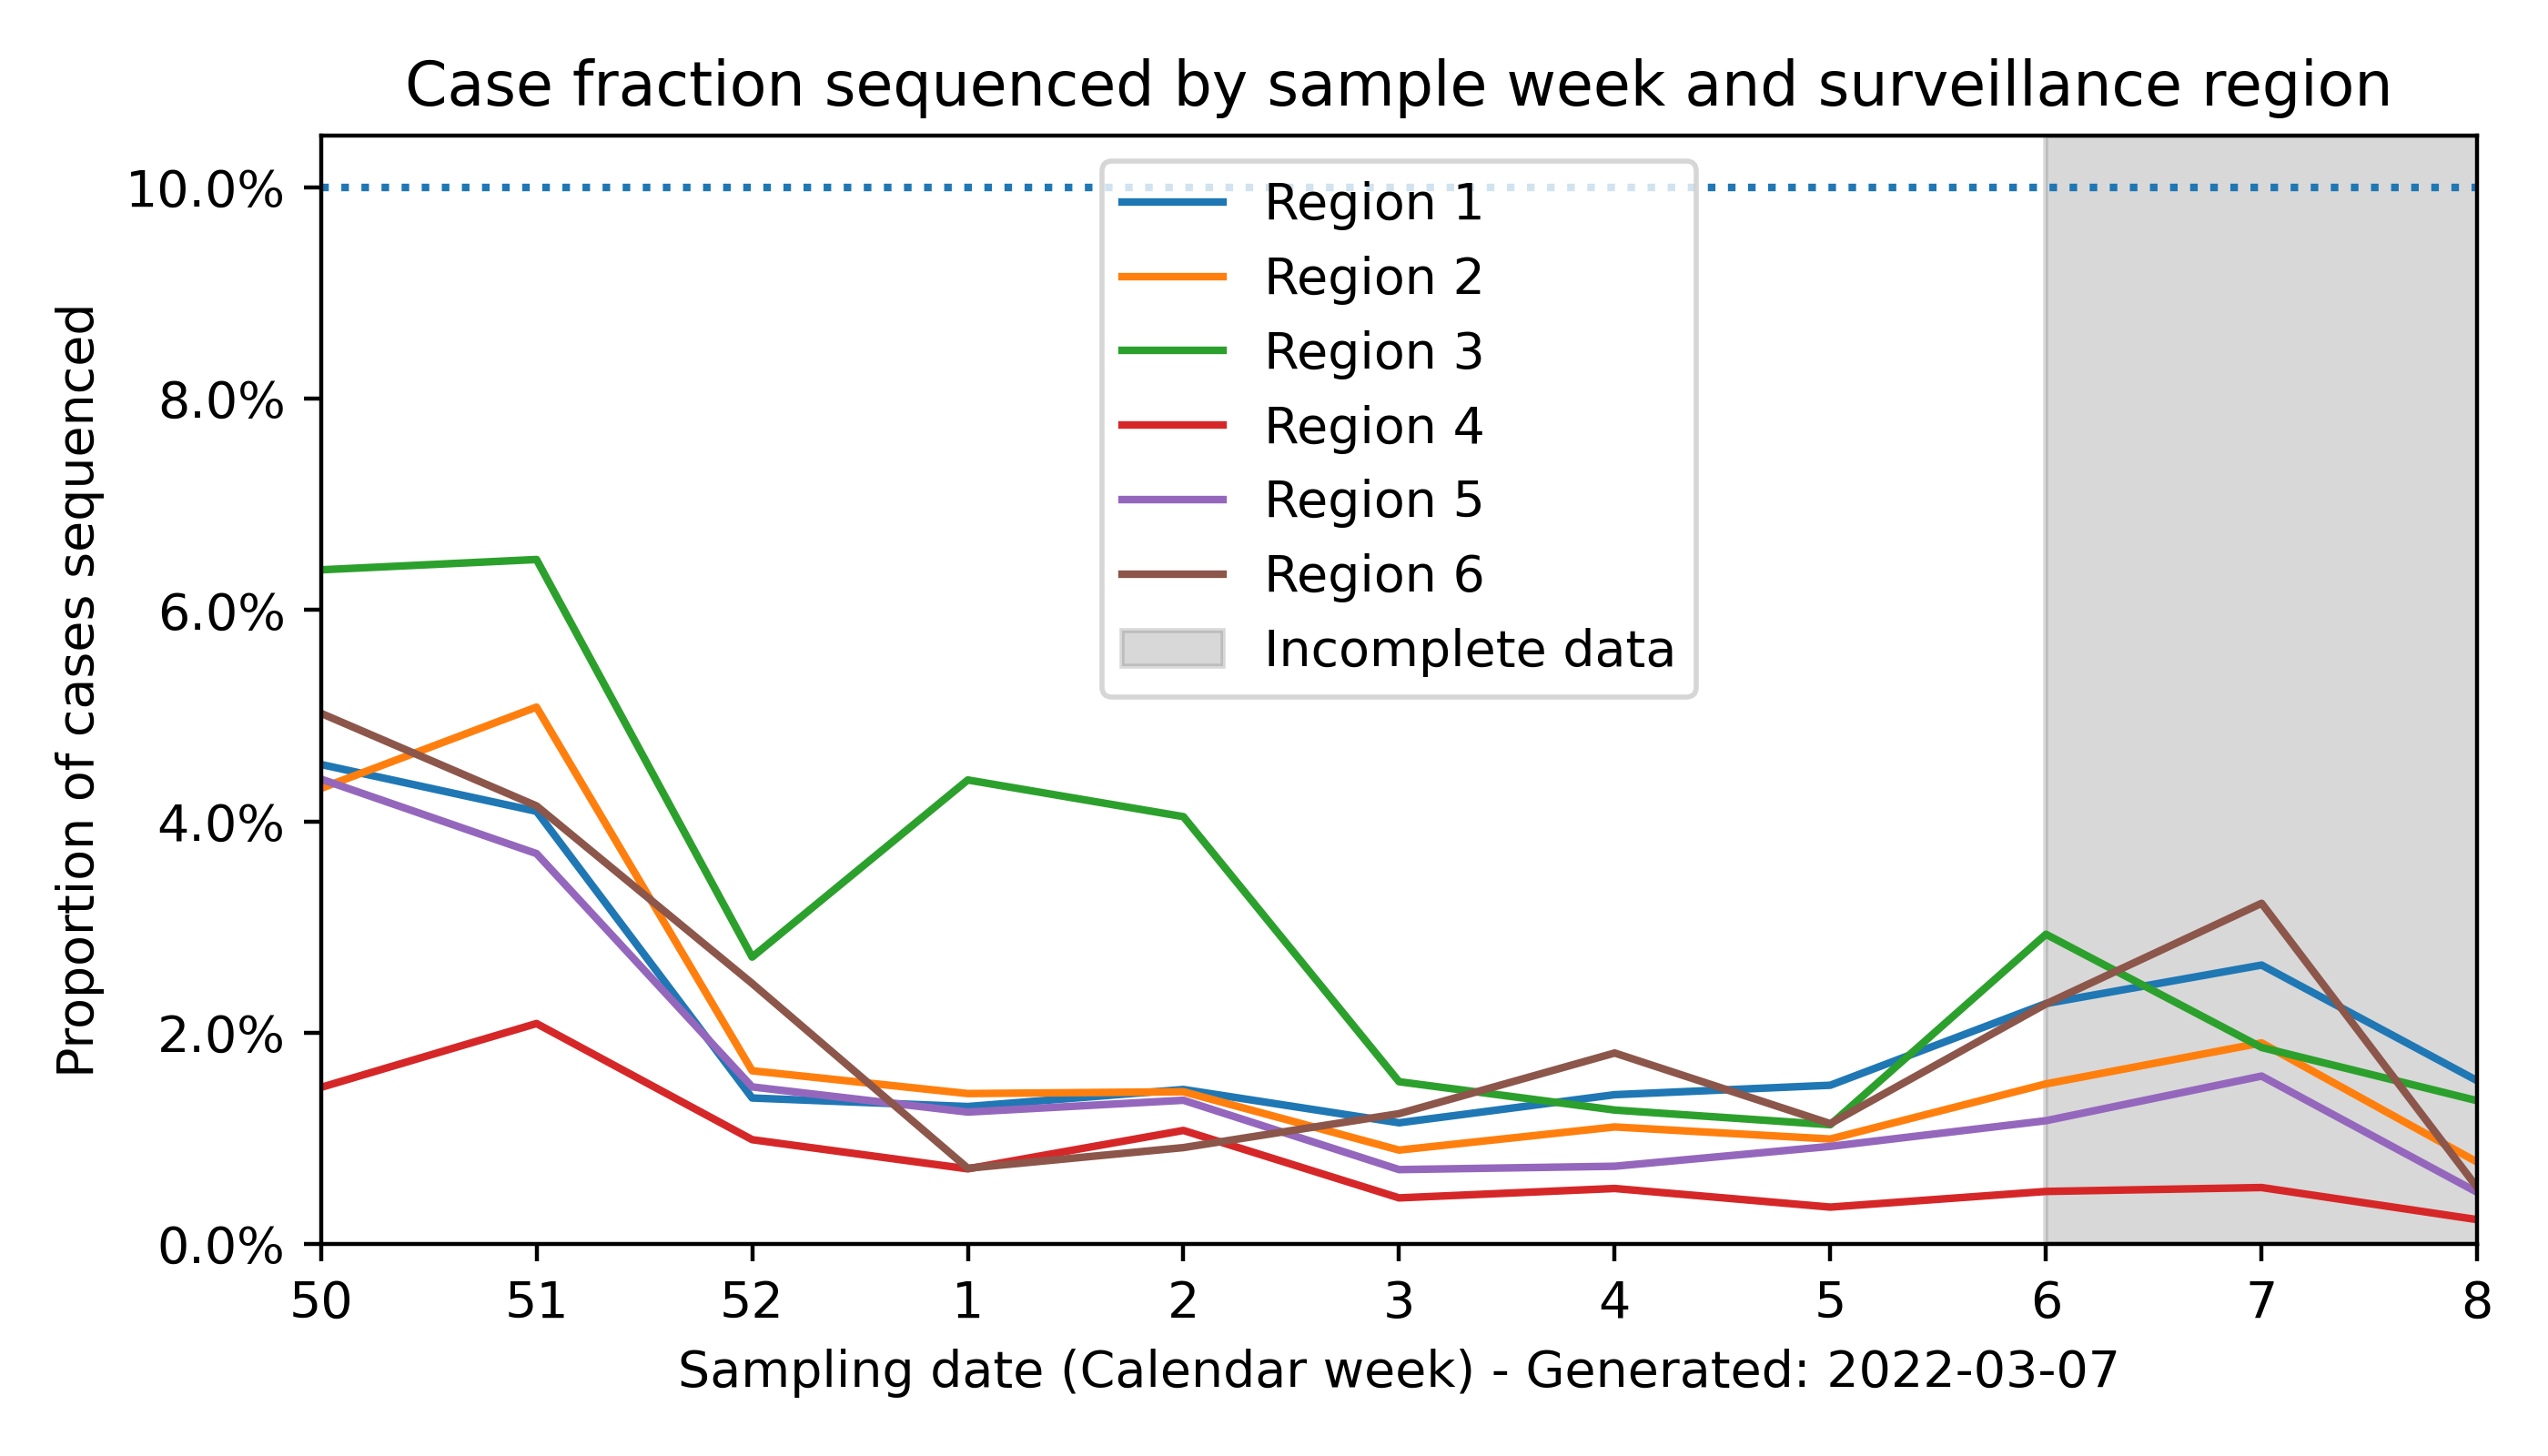 Case fraction sequenced by sample week and surveillance region
Proportion of cases sequenced
10.0%
8.0%
6.0%
4.0%
2.0%
0.0%
Region 1
Region 2
Region 3
Region 4
Region 5
Region 6
Incomplete data
50 51 52 1 2 3 4 5 6 7 8
Sampling date (Calendar week) - Generated: 2022-03-07